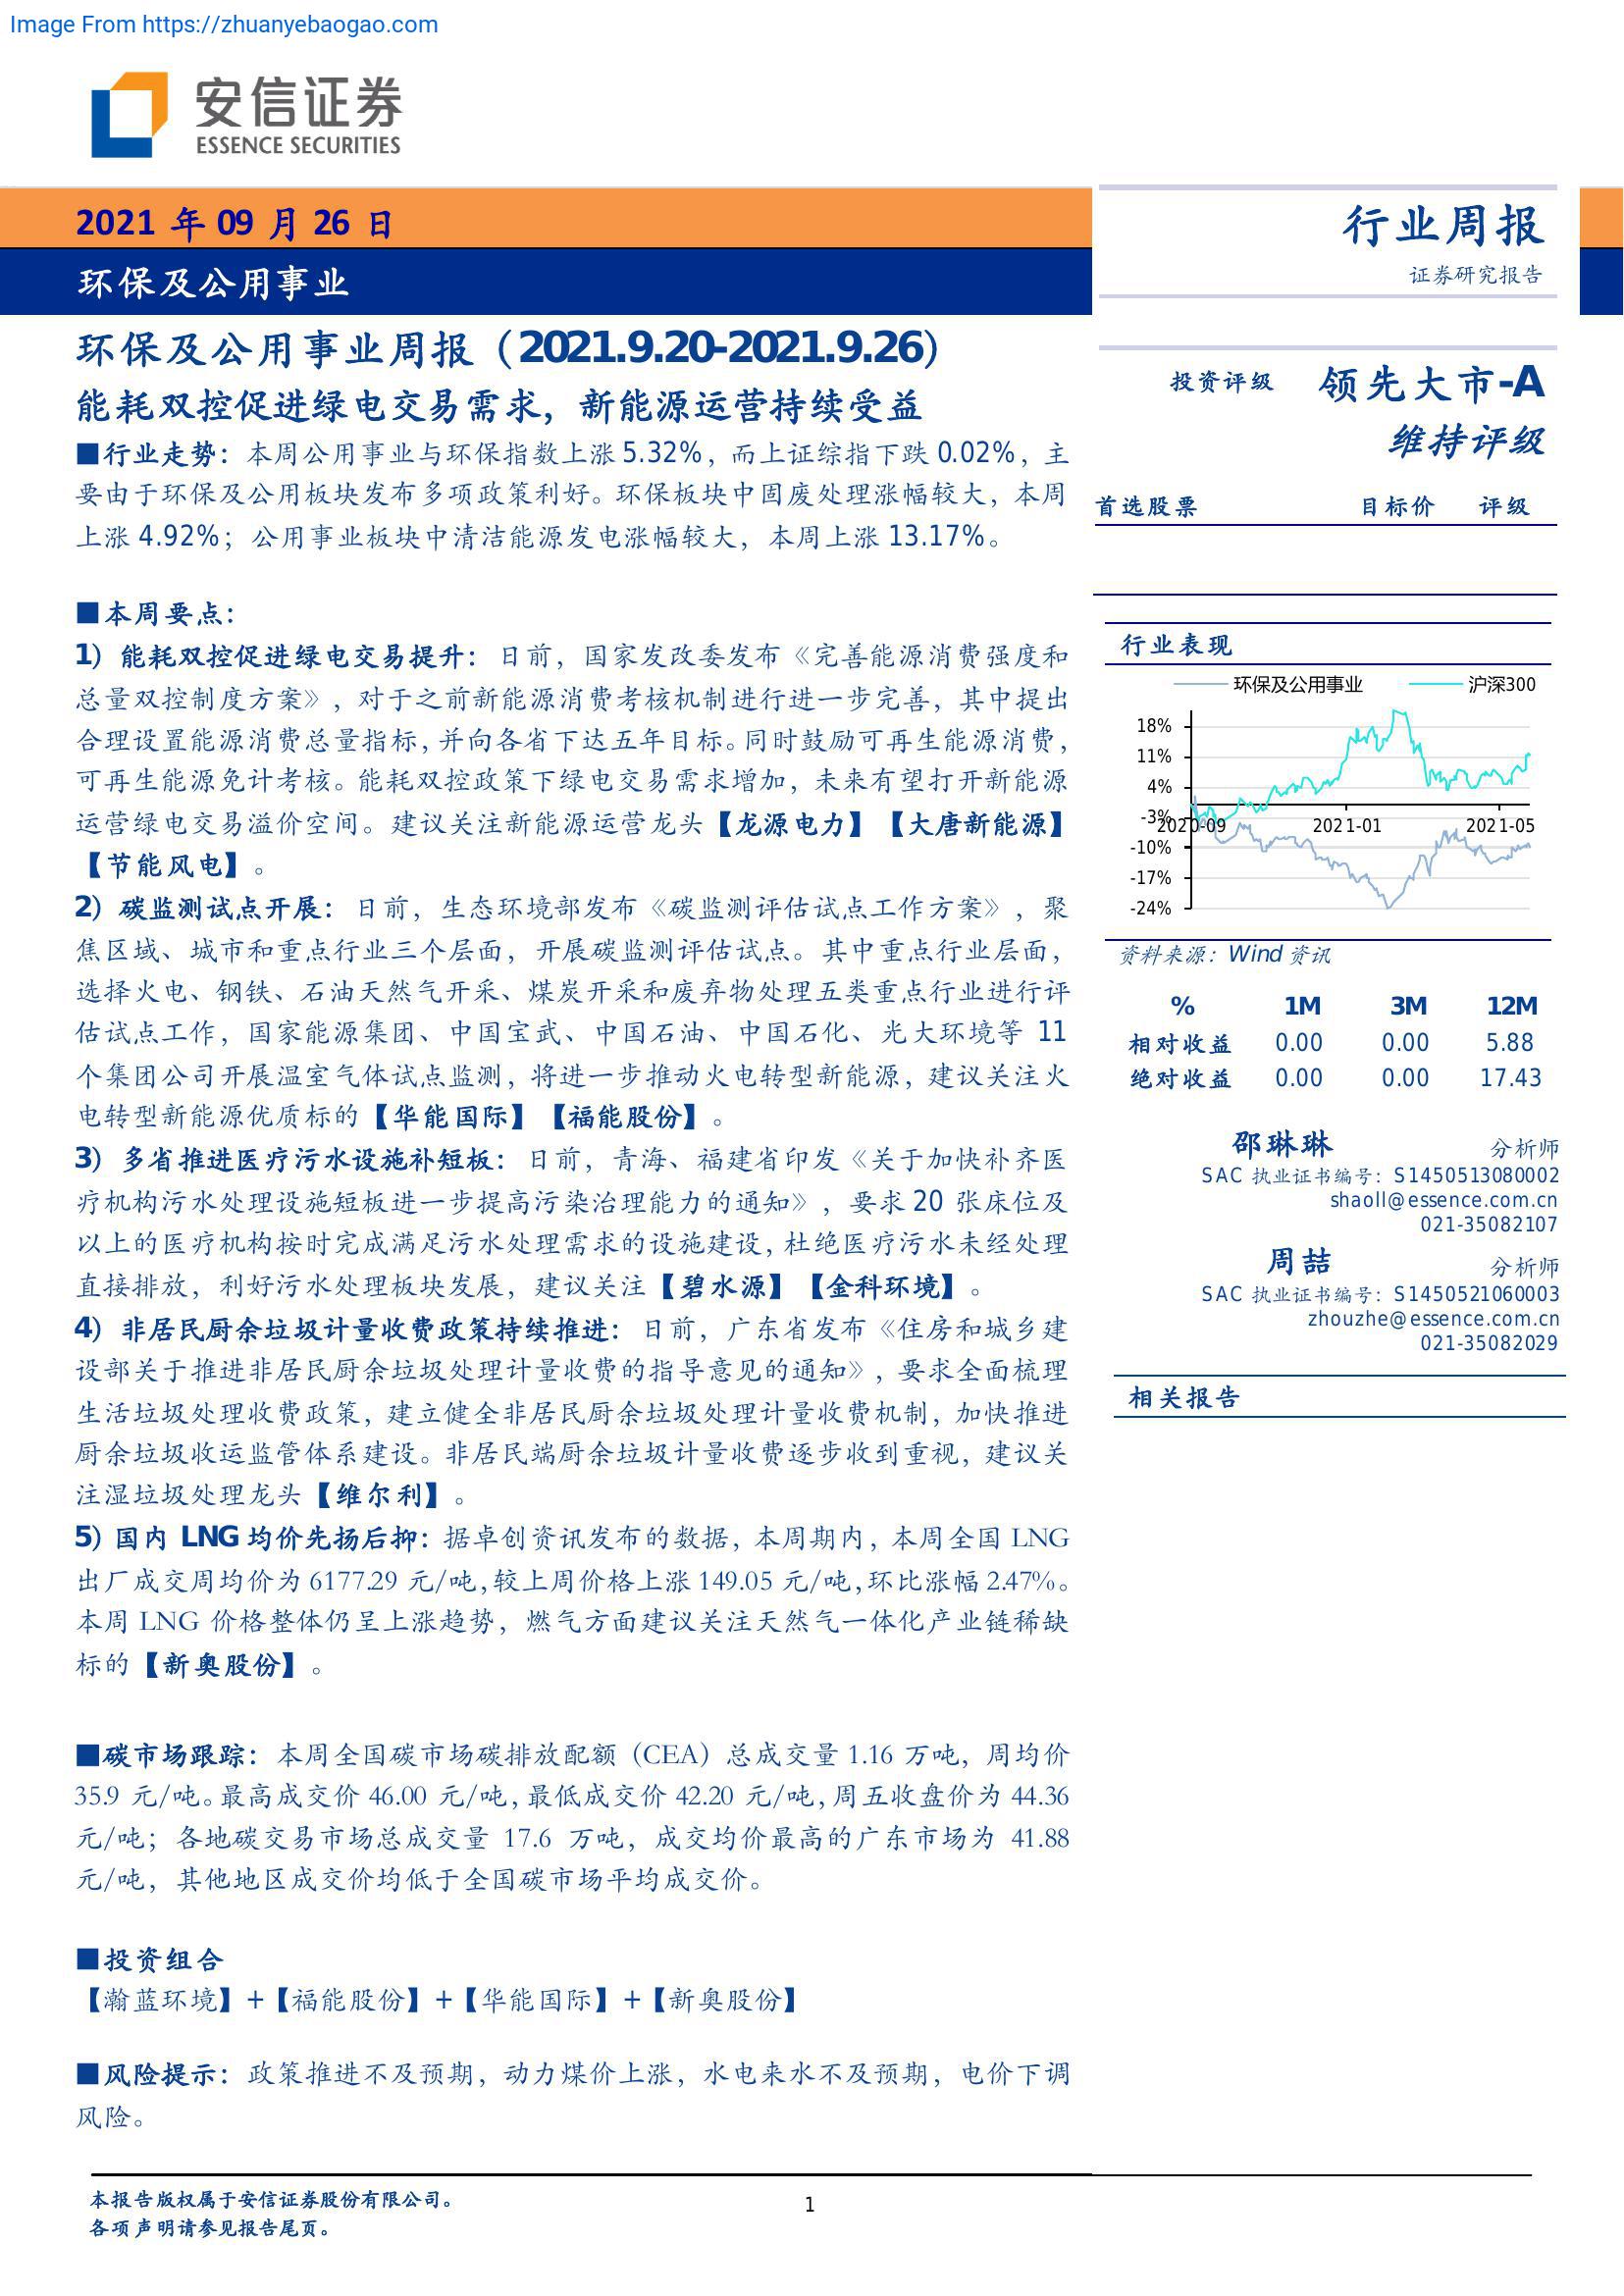 Image From https://zhuanyebaogao.com
安信证券
ESSENCE SECURITIES
2021 年 09 月 26 日
环保及公用事业
环保及公用事业周报（2021.9.20-2021.9.26）
能耗双控促进绿电交易需求，新能源运营持续受益
■行业走势：本周公用事业与环保指数上涨 5.32%，而上证综指下跌 0.02%，主
要由于环保及公用板块发布多项政策利好。环保板块中固废处理涨幅较大，本周
上涨 4.92%；公用事业板块中清洁能源发电涨幅较大，本周上涨 13.17%。
■本周要点：
1）能耗双控促进绿电交易提升：日前，国家发改委发布《完善能源消费强度和
总量双控制度方案》，对于之前新能源消费考核机制进行进一步完善，其中提出
合理设置能源消费总量指标，并向各省下达五年目标。同时鼓励可再生能源消费，
可再生能源免计考核。能耗双控政策下绿电交易需求增加，未来有望打开新能源
运营绿电交易溢价空间。建议关注新能源运营龙头【龙源电力】【大唐新能源】
【节能风电】。
2）碳监测试点开展：日前，生态环境部发布《碳监测评估试点工作方案》，聚
焦区域、城市和重点行业三个层面，开展碳监测评估试点。其中重点行业层面，
选择火电、钢铁、石油天然气开采、煤炭开采和废弃物处理五类重点行业进行评
估试点工作，国家能源集团、中国宝武、中国石油、中国石化、光大环境等 11
个集团公司开展温室气体试点监测，将进一步推动火电转型新能源，建议关注火
电转型新能源优质标的【华能国际】【福能股份】。
3）多省推进医疗污水设施补短板：日前，青海、福建省印发《关于加快补齐医
疗机构污水处理设施短板进一步提高污染治理能力的通知》，要求 20 张床位及
以上的医疗机构按时完成满足污水处理需求的设施建设，杜绝医疗污水未经处理
直接排放，利好污水处理板块发展，建议关注【碧水源】【金科环境】。
4）非居民厨余垃圾计量收费政策持续推进：日前，广东省发布《住房和城乡建
设部关于推进非居民厨余垃圾处理计量收费的指导意见的通知》，要求全面梳理
生活垃圾处理收费政策，建立健全非居民厨余垃圾处理计量收费机制，加快推进
厨余垃圾收运监管体系建设。非居民端厨余垃圾计量收费逐步收到重视，建议关
注湿垃圾处理龙头【维尔利】。
5）国内 LNG 均价先扬后抑：据卓创资讯发布的数据，本周期内，本周全国 LNG
出厂成交周均价为 6177.29 元/吨，较上周价格上涨 149.05 元/吨，环比涨幅 2.47%。
本周 LNG 价格整体仍呈上涨趋势，燃气方面建议关注天然气一体化产业链稀缺
标的【新奥股份】。
■碳市场跟踪：本周全国碳市场碳排放配额（CEA）总成交量 1.16 万吨，周均价
35.9 元/吨。最高成交价 46.00 元/吨，最低成交价 42.20 元/吨，周五收盘价为 44.36
元/吨；各地碳交易市场总成交量 17.6 万吨，成交均价最高的广东市场为 41.88
元/吨，其他地区成交价均低于全国碳市场平均成交价。
■投资组合
【瀚蓝环境】+【福能股份】+【华能国际】+【新奥股份】
■风险提示：政策推进不及预期，动力煤价上涨，水电来水不及预期，电价下调
风险。
行业周报
证券研究报告
投资评级 领先大市-A
维持评级
首选股票 目标价 评级
行业表现
环保及公用事业 沪深300
18%
11%
4%
-3%
2020-09 2021-01 2021-05
-10%
-17%
-24%
资料来源：Wind 资讯
% 1M 3M 12M
相对收益 0.00 0.00 5.88
绝对收益 0.00 0.00 17.43
邵琳琳 分析师
SAC 执业证书编号：S1450513080002
shaoll@essence.com.cn
021-35082107
周喆 分析师
SAC 执业证书编号：S1450521060003
zhouzhe@essence.com.cn
021-35082029
相关报告
本报告版权属于安信证券股份有限公司。
各项声明请参见报告尾页。
1